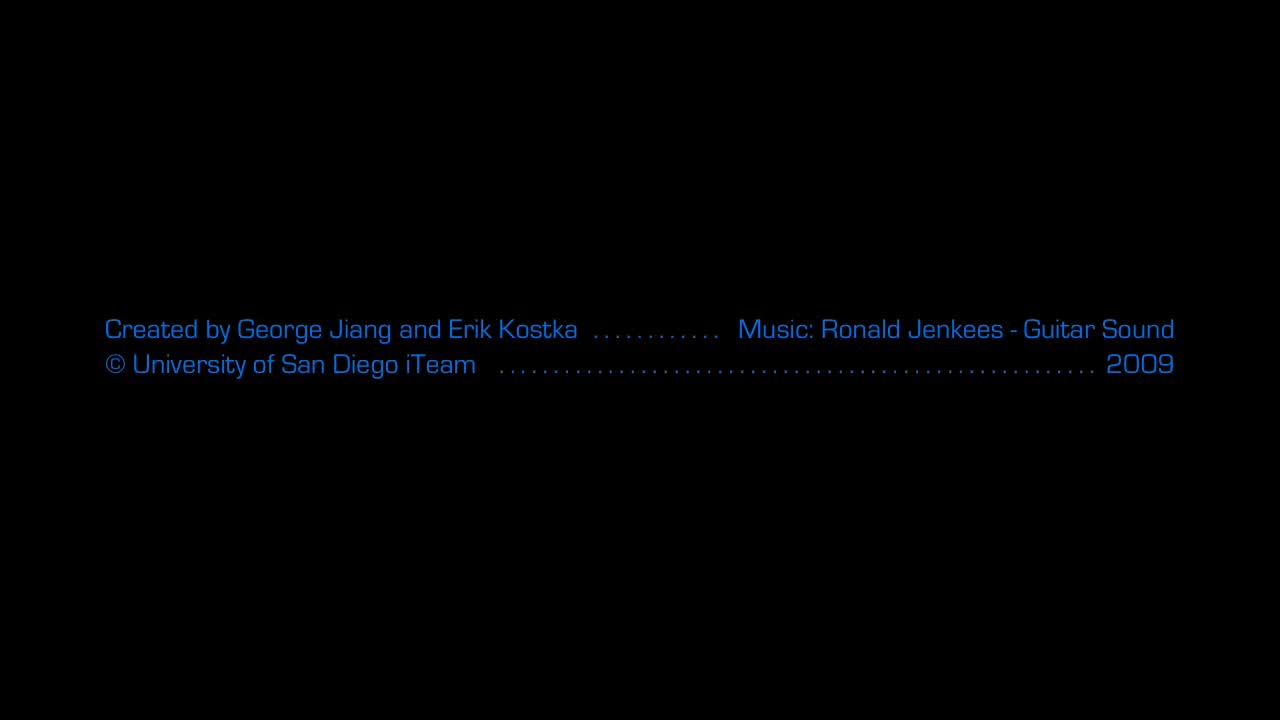 Created by George Jiang and Erik Kostka ............ Music: Ronald Jenkees - Guitar Sound
© University of San Diego iTeam ....................................................... 2009